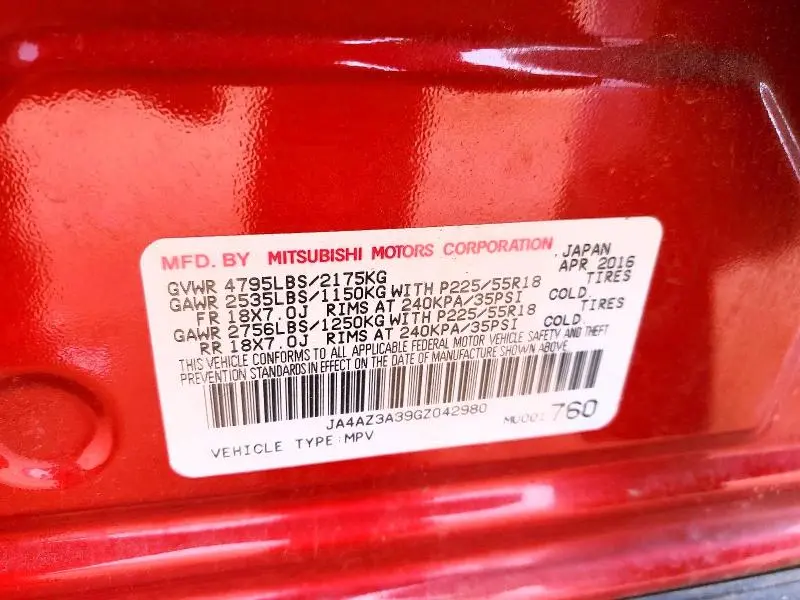 MFD. BY MITSUBISHI MOTORS CORPORATION, JAPAN
GVWR 4795LBS/2175KG APR 2016
GAWR 2535LBS/1150KG WITH P225/55R18 TIRES
FR 18X7.0J RIMS AT 240KPA/35PSI COLD.
GAWR 2756LBS/1250KG WITH P225/55R18 TIRES
RR 18X7.0J RIMS AT 240KPA/35PSI COLD.
THIS VEHICLE CONFORMS TO ALL APPLICABLE FEDERAL MOTOR VEHICLE SAFETY AND THEFT
PREVENTION STANDARDS IN EFFECT ON THE DATE OF MANUFACTURE SHOWN ABOVE.
JA4AZ3A39GZ042980
VEHICLE TYPE:MPV
760